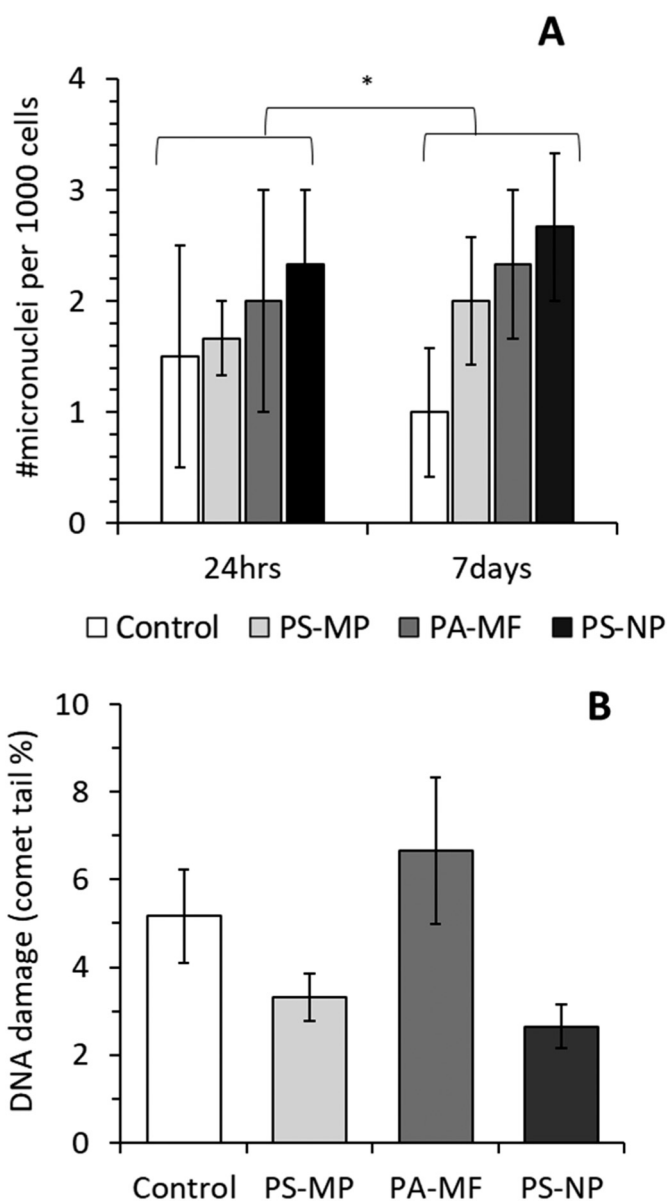 A
*
#micronuclei per 1000 cells
4
3
2
1
0
24hrs 7days
Control PS-MP PA-MF PS-NP
B
DNA damage (comet tail %)
10
8
6
4
2
0
Control PS-MP PA-MF PS-NP